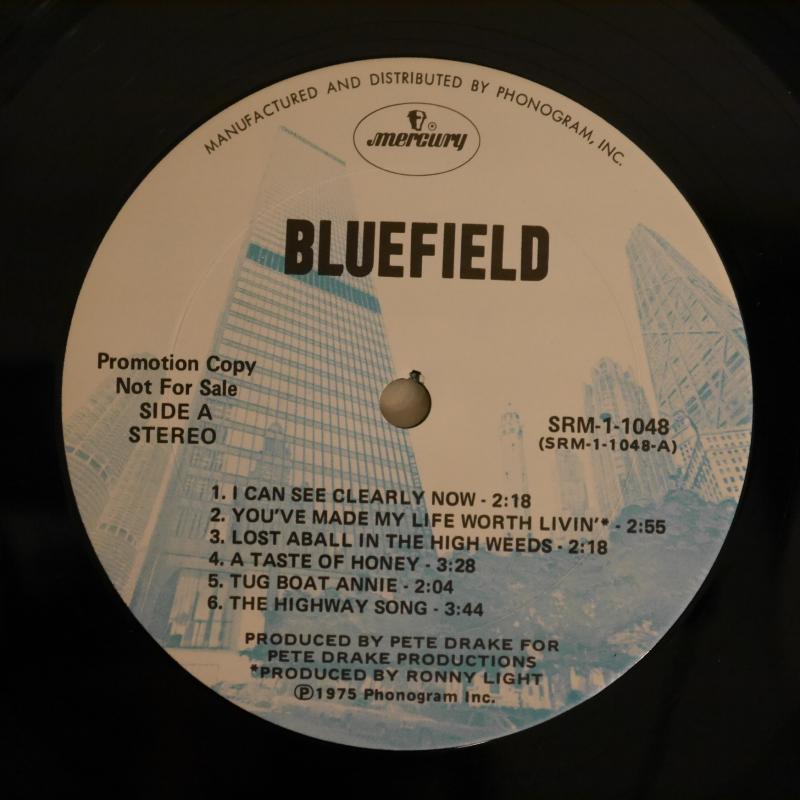 MANUFACTURED AND DISTRIBUTED BY PHONOGRAM, INC.
mercury®
BLUEFIELD
Promotion Copy
Not For Sale
SIDE A
STEREO
SRM-1-1048
(SRM-1-1048-A)
1. I CAN SEE CLEARLY NOW - 2:18
2. YOU'VE MADE MY LIFE WORTH LIVIN'* - 2:55
3. LOST ABALL IN THE HIGH WEEDS - 2:18
4. A TASTE OF HONEY - 3:28
5. TUG BOAT ANNIE - 2:04
6. THE HIGHWAY SONG - 3:44
PRODUCED BY PETE DRAKE FOR
PETE DRAKE PRODUCTIONS
*PRODUCED BY RONNY LIGHT
℗1975 Phonogram Inc.